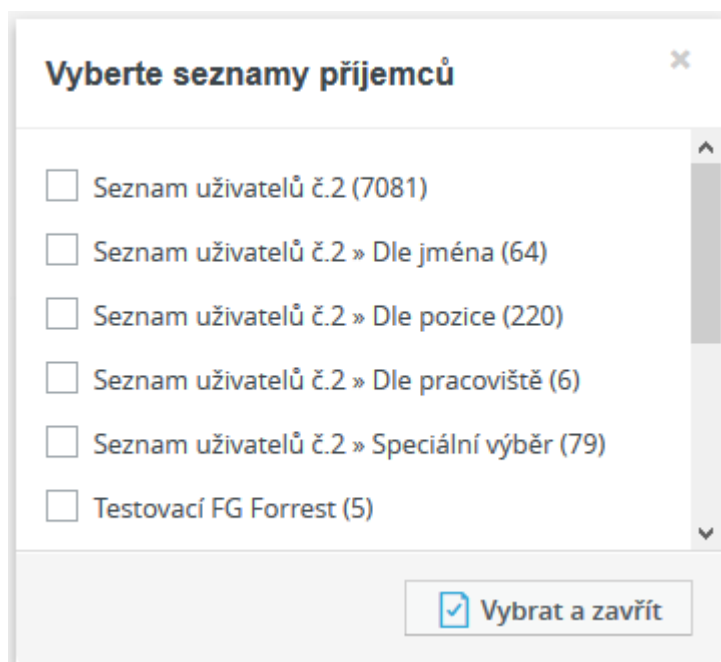 Vyberte seznamy příjemců
Seznam uživatelů č.2 (7081)
Seznam uživatelů č.2 » Dle jména (64)
Seznam uživatelů č.2 » Dle pozice (220)
Seznam uživatelů č.2 » Dle pracoviště (6)
Seznam uživatelů č.2 » Speciální výběr (79)
Testovací FG Forrest (5)
Vybrat a zavřít